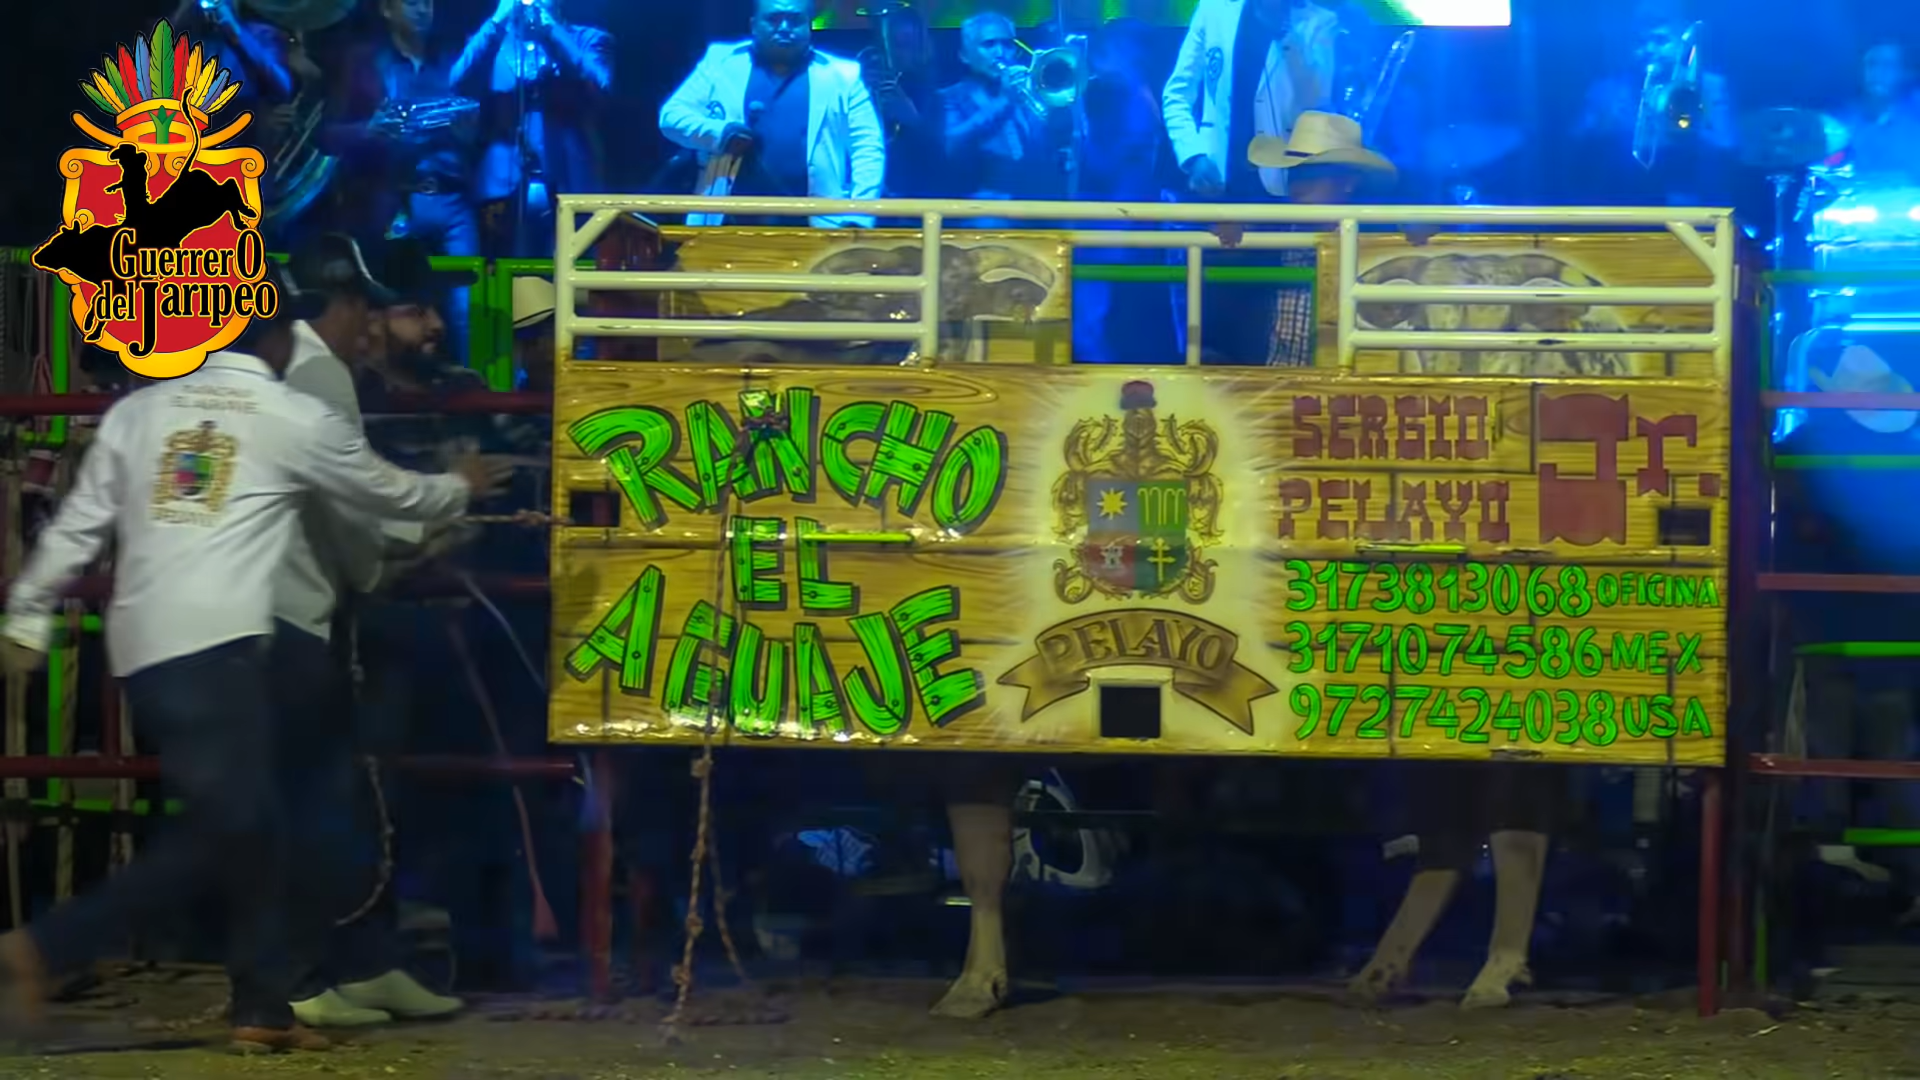 GuerrerO
del Jaripeo
RANCHO
EL
AGUAJE
PELAYO
SERGIO
PELAYO
Jr.
3173813068 OFICINA
3171074586 MEX
9727424038 USA